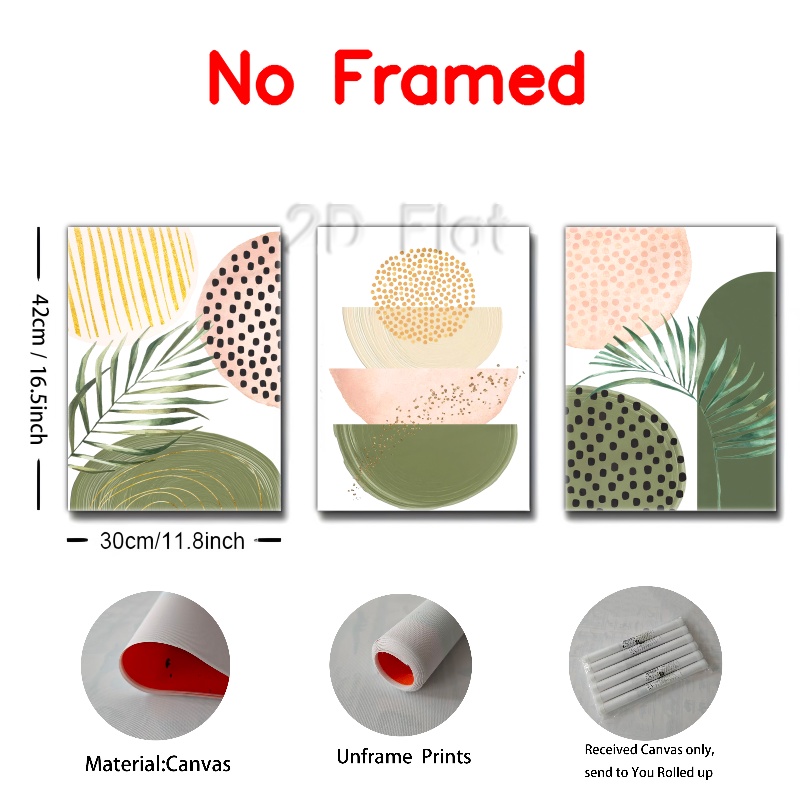 No Framed
2D Flat
42cm / 16.5inch
30cm/11.8inch
Material:Canvas
Unframe Prints
Received Canvas only,
send to You Rolled up